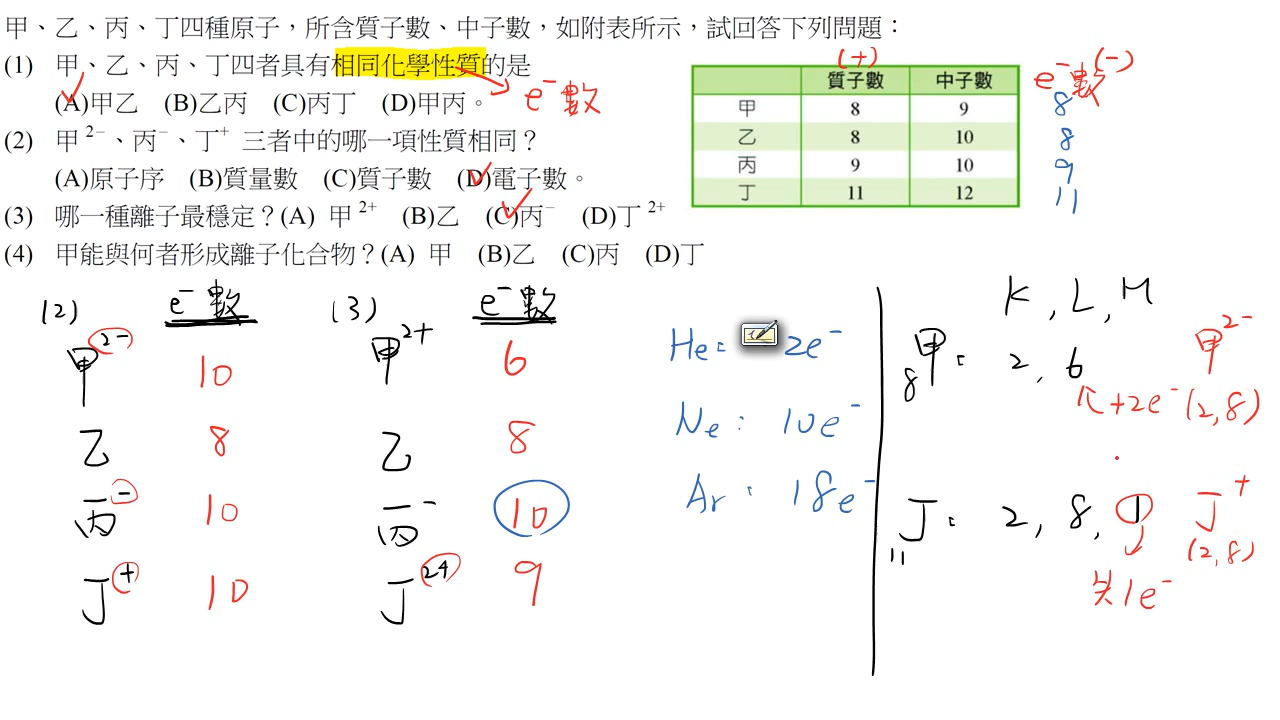 甲、乙、丙、丁四種原子，所含質子數、中子數，如附表所示，試回答下列問題：
(1) 甲、乙、丙、丁四者具有相同化學性質的是
(A)甲乙 (B)乙丙 (C)丙丁 (D)甲丙。
e⁻數
(2) 甲²⁻、丙⁻、丁⁺ 三者中的哪一項性質相同？
(A)原子序 (B)質量數 (C)質子數 (D)電子數。
(3) 哪一種離子最穩定？(A) 甲²⁺ (B)乙 (C)丙⁻ (D)丁²⁺
(4) 甲能與何者形成離子化合物？(A) 甲 (B)乙 (C)丙 (D)丁
(+)
質子數 中子數 e⁻數(-)
甲 8 9 8
乙 8 10 8
丙 9 10 9
丁 11 12 11
(2) e⁻數
甲²⁻ 10
乙 8
丙⁻ 10
丁⁺ 10
(3) e⁻數
甲²⁺ 6
乙 8
丙⁻ 10
丁²⁺ 9
He: 2e⁻
Ne: 10e⁻
Ar: 18e⁻
K, L, M
₈甲: 2, 6 甲²⁻
+2e⁻ (2,8)
₁₁丁: 2, 8, 1 丁⁺
(2,8)
失1e⁻